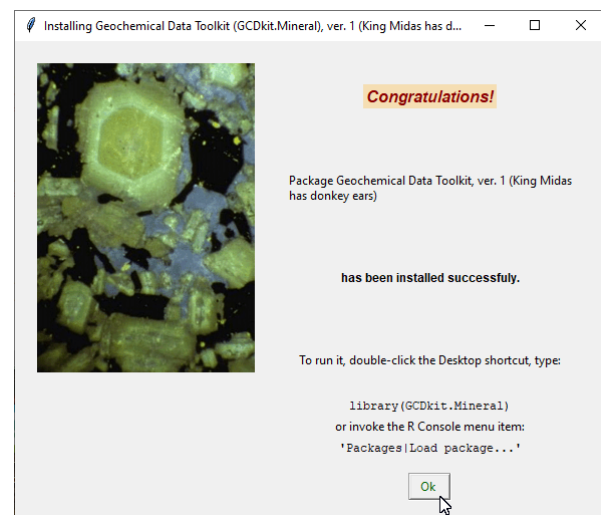 Installing Geochemical Data Toolkit (GCDkit.Mineral), ver. 1 (King Midas has d...
Congratulations!
Package Geochemical Data Toolkit, ver. 1 (King Midas
has donkey ears)
has been installed successfuly.
To run it, double-click the Desktop shortcut, type:
library(GCDkit.Mineral)
or invoke the R Console menu item:
'Packages|Load package...'
Ok